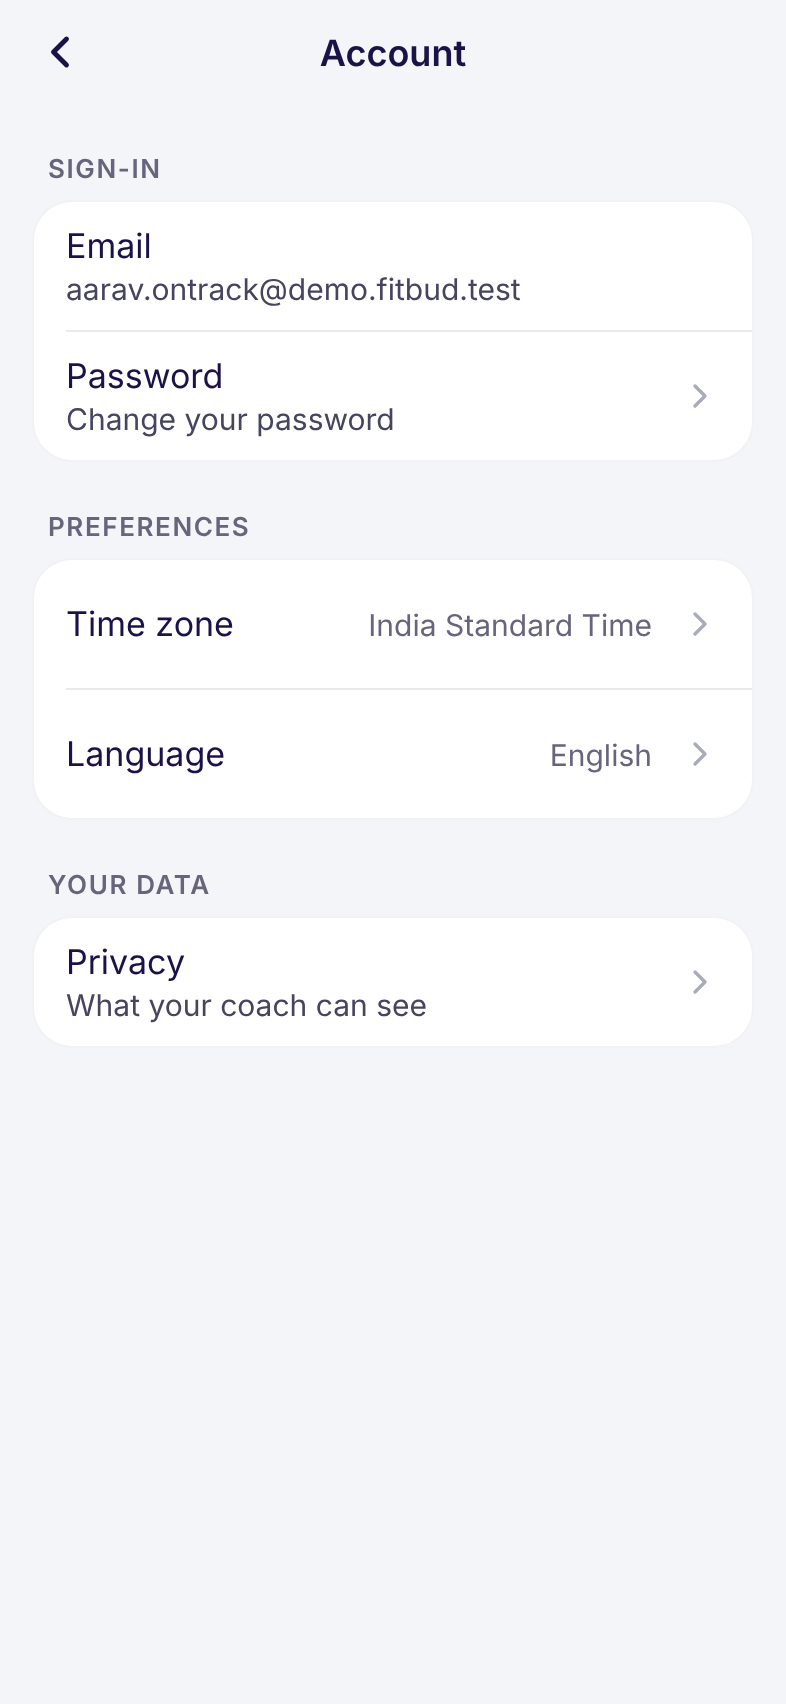 Account
SIGN-IN
Email
aarav.ontrack@demo.fitbud.test
Password
Change your password
PREFERENCES
Time zone India Standard Time
Language English
YOUR DATA
Privacy
What your coach can see